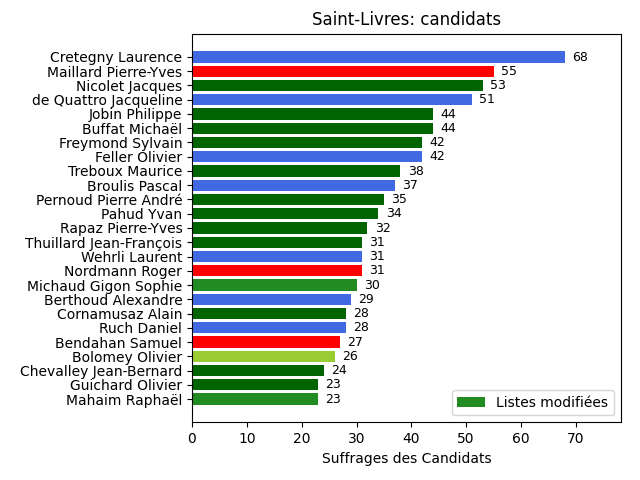 Saint-Livres: candidats
Cretegny Laurence 68
Maillard Pierre-Yves 55
Nicolet Jacques 53
de Quattro Jacqueline 51
Jobin Philippe 44
Buffat Michaël 44
Freymond Sylvain 42
Feller Olivier 42
Treboux Maurice 38
Broulis Pascal 37
Pernoud Pierre André 35
Pahud Yvan 34
Rapaz Pierre-Yves 32
Thuillard Jean-François 31
Wehrli Laurent 31
Nordmann Roger 31
Michaud Gigon Sophie 30
Berthoud Alexandre 29
Cornamusaz Alain 28
Ruch Daniel 28
Bendahan Samuel 27
Bolomey Olivier 26
Chevalley Jean-Bernard 24
Guichard Olivier 23
Mahaim Raphaël 23
Listes modifiées
0 10 20 30 40 50 60 70
Suffrages des Candidats